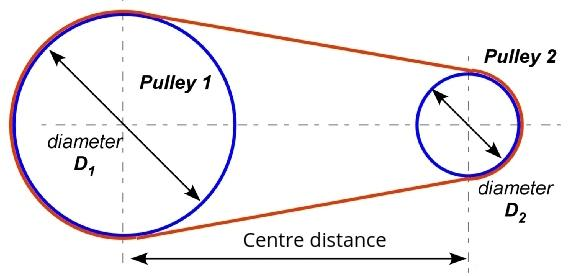 Pulley 1
Pulley 2
diameter
D₁
diameter
D₂
Centre distance